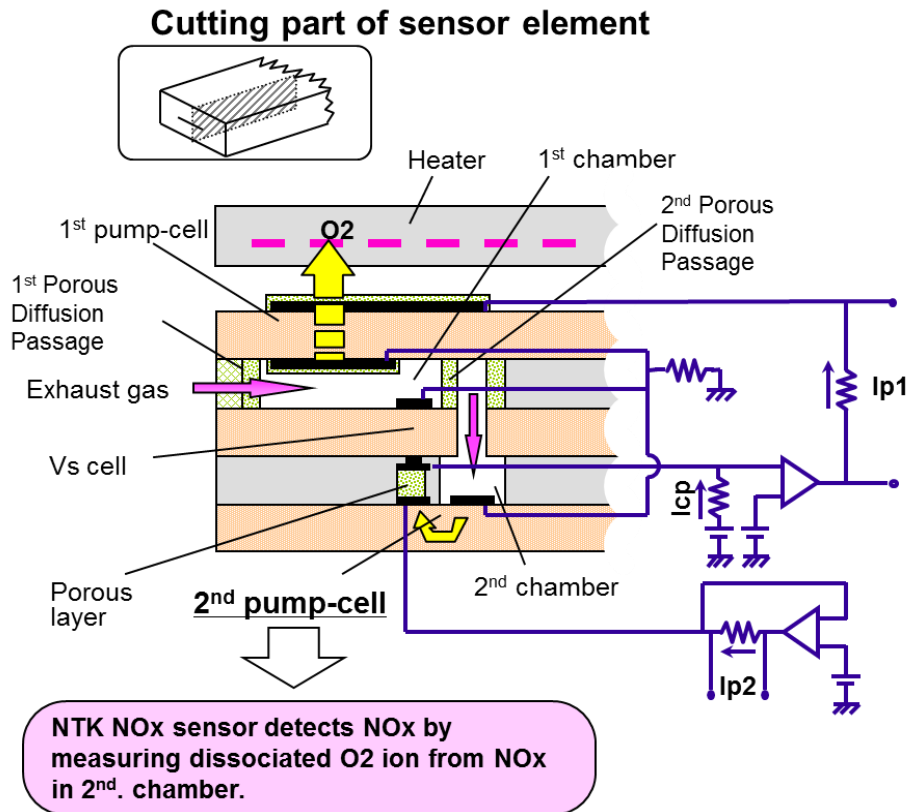 Cutting part of sensor element
Heater
1st chamber
2nd Porous
Diffusion
Passage
1st pump-cell
O2
1st Porous
Diffusion
Passage
Exhaust gas
Ip1
Vs cell
Icp
Porous
layer
2nd pump-cell
2nd chamber
Ip2
NTK NOx sensor detects NOx by
measuring dissociated O2 ion from NOx
in 2nd. chamber.